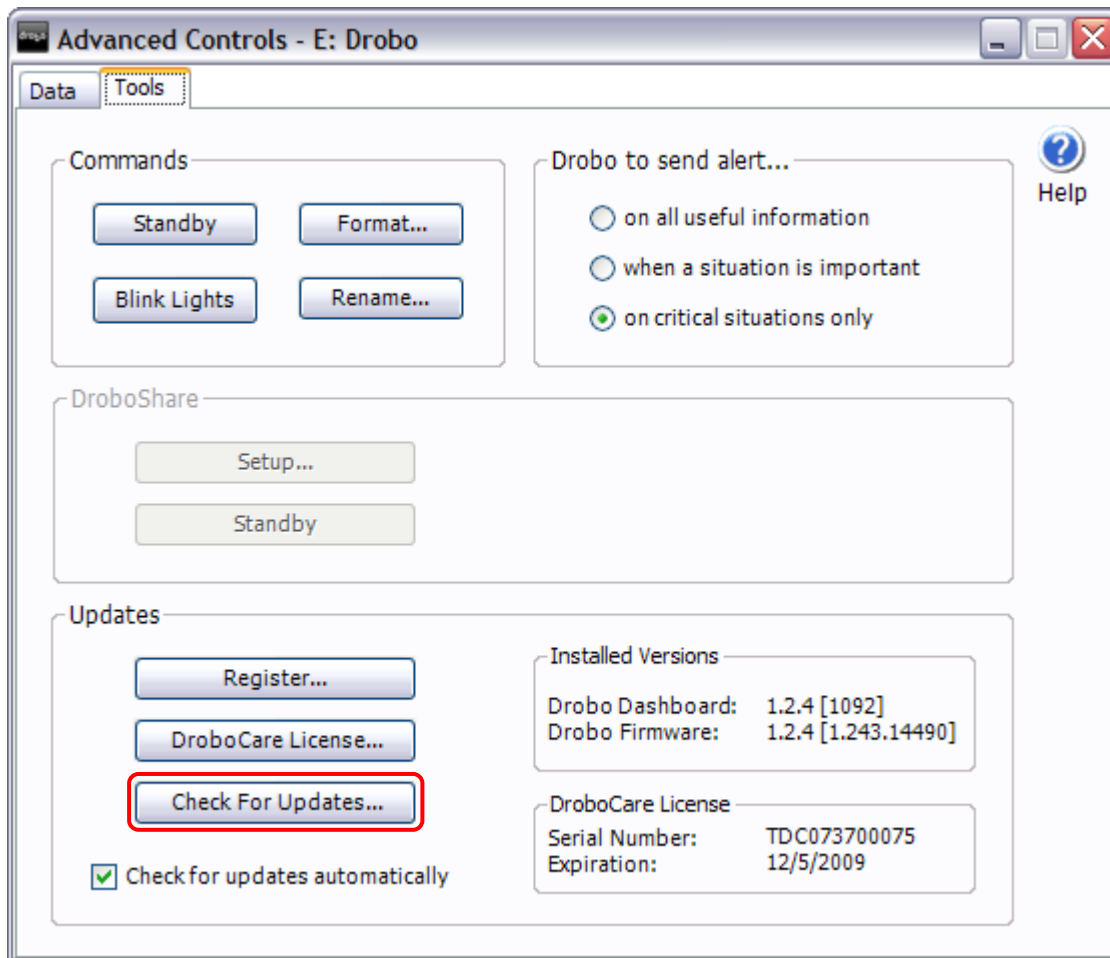 Advanced Controls - E: Drobo
Data Tools
Commands
Standby Format...
Blink Lights Rename...
Drobo to send alert...
on all useful information
when a situation is important
on critical situations only
Help
DroboShare
Setup...
Standby
Updates
Register...
DroboCare License...
Check For Updates...
Check for updates automatically
Installed Versions
Drobo Dashboard: 1.2.4 [1092]
Drobo Firmware: 1.2.4 [1.243.14490]
DroboCare License
Serial Number: TDC073700075
Expiration: 12/5/2009